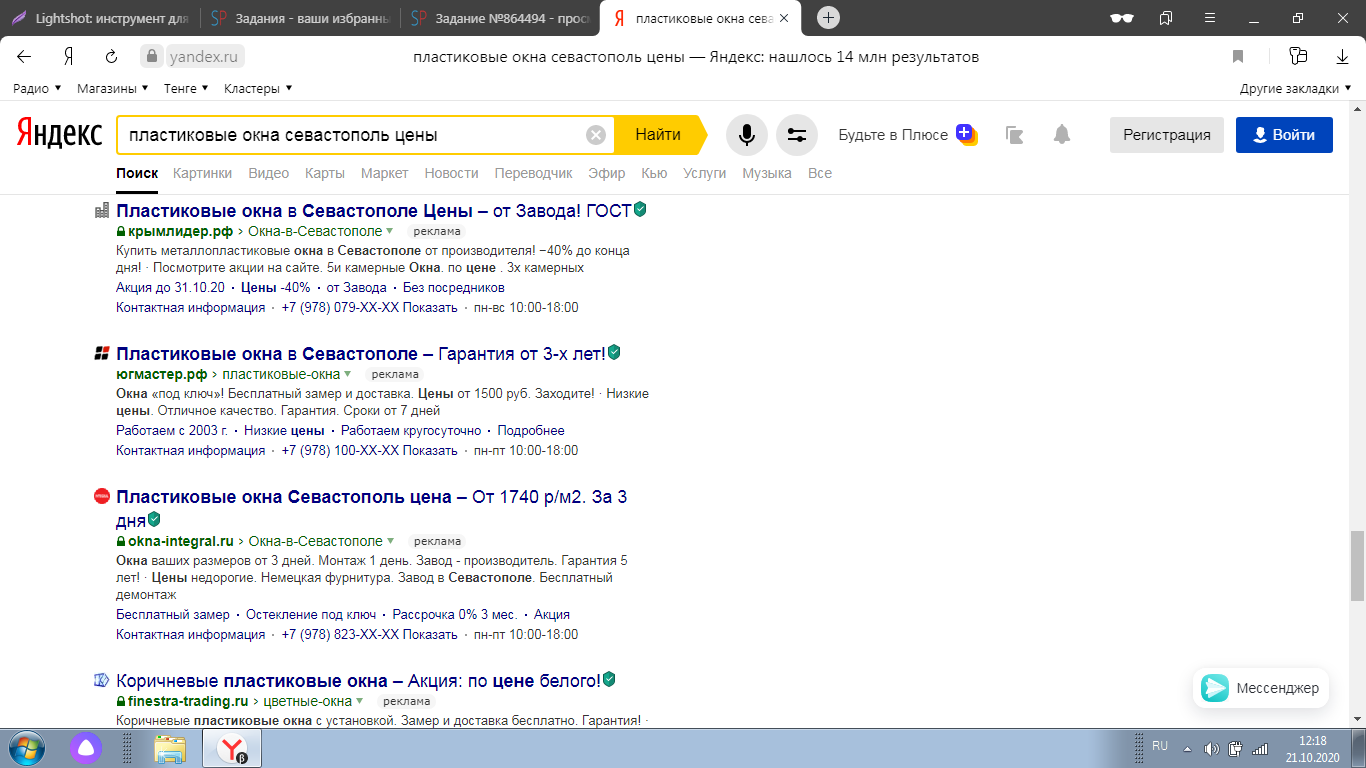 Lightshot: инструмент для
Задания - ваши избранны
Задание №864494 - прос
пластиковые окна сева
yandex.ru
пластиковые окна севастополь цены — Яндекс: нашлось 14 млн результатов
Радио
Магазины
Тенге
Кластеры
Другие закладки
Яндекс
пластиковые окна севастополь цены
Найти
Будьте в Плюсе
Регистрация
Войти
Поиск
Картинки
Видео
Карты
Маркет
Новости
Переводчик
Эфир
Кью
Услуги
Музыка
Все
Пластиковые окна в Севастополе Цены – от Завода! ГОСТ
крымлидер.рф › Окна-в-Севастополе реклама
Купить металлопластиковые окна в Севастополе от производителя! −40% до конца
дня! · Посмотрите акции на сайте. 5и камерные Окна. по цене . 3х камерных
Акция до 31.10.20 · Цены -40% · от Завода · Без посредников
Контактная информация · +7 (978) 079-XX-XX Показать · пн-вс 10:00-18:00
Пластиковые окна в Севастополе – Гарантия от 3-х лет!
югмастер.рф › пластиковые-окна реклама
Окна «под ключ»! Бесплатный замер и доставка. Цены от 1500 руб. Заходите! · Низкие
цены. Отличное качество. Гарантия. Сроки от 7 дней
Работаем с 2003 г. · Низкие цены · Работаем кругосуточно · Подробнее
Контактная информация · +7 (978) 100-XX-XX Показать · пн-пт 10:00-18:00
Пластиковые окна Севастополь цена – От 1740 р/м2. За 3
дня
okna-integral.ru › Окна-в-Севастополе реклама
Окна ваших размеров от 3 дней. Монтаж 1 день. Завод - производитель. Гарантия 5
лет! · Цены недорогие. Немецкая фурнитура. Завод в Севастополе. Бесплатный
демонтаж
Бесплатный замер · Остекление под ключ · Рассрочка 0% 3 мес. · Акция
Контактная информация · +7 (978) 823-XX-XX Показать · пн-пт 10:00-18:00
Коричневые пластиковые окна – Акция: по цене белого!
finestra-trading.ru › цветные-окна реклама
Коричневые пластиковые окна с установкой. Замер и доставка бесплатно. Гарантия! ·
Мессенджер
RU
12:18
21.10.2020